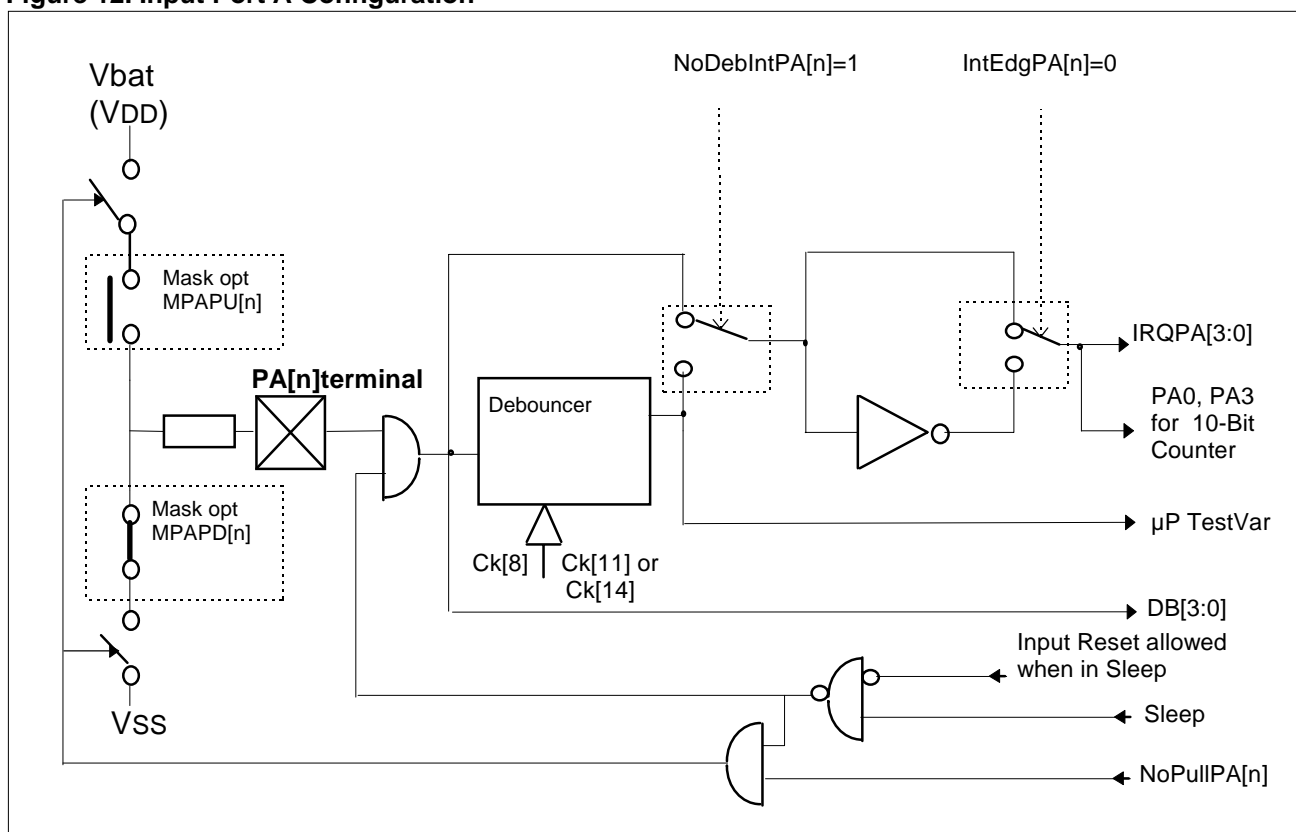 Figure 12. Input Port A Configuration
NoDebIntPA[n]=1
IntEdgPA[n]=0
Vbat
(VDD)
Mask opt
MPAPU[n]
IRQPA[3:0]
PA[n]terminal
PA0, PA3
for 10-Bit
Counter
Debouncer
Mask opt
MPAPD[n]
µP TestVar
Ck[8]
Ck[11] or
Ck[14]
DB[3:0]
Input Reset allowed
when in Sleep
VSS
Sleep
NoPullPA[n]